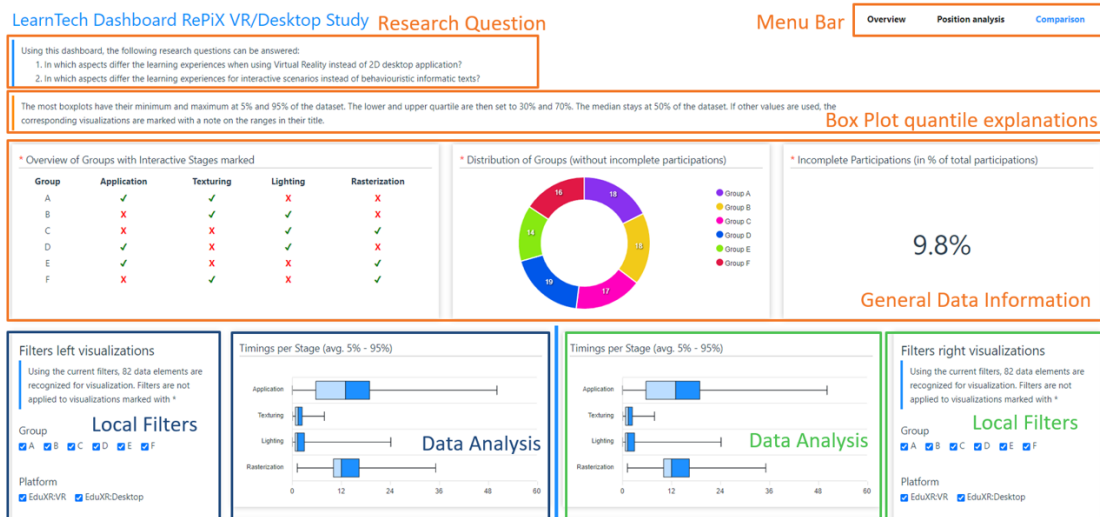 LearnTech Dashboard RePiX VR/Desktop Study
Research Question
Menu Bar
Overview Position analysis Comparison
Using this dashboard, the following research questions can be answered:
1. In which aspects differ the learning experiences when using Virtual Reality instead of 2D desktop application?
2. In which aspects differ the learning experiences for interactive scenarios instead of behaviouristic informatic texts?
The most boxplots have their minimum and maximum at 5% and 95% of the dataset. The lower and upper quartile are then set to 30% and 70%. The median stays at 50% of the dataset. If other values are used, the
corresponding visualizations are marked with a note on the ranges in their title.
Box Plot quantile explanations
* Overview of Groups with Interactive Stages marked
Group Application Texturing Lighting Rasterization
A ✓ ✓ X X
B X ✓ ✓ X
C X X ✓ ✓
D ✓ X ✓ X
E ✓ X X ✓
F X ✓ X ✓
* Distribution of Groups (without incomplete participations)
16
18
14
18
19
17
Group A
Group B
Group C
Group D
Group E
Group F
* Incomplete Participations (in % of total participations)
9.8%
General Data Information
Filters left visualizations
Using the current filters, 82 data elements are
recognized for visualization. Filters are not
applied to visualizations marked with *
Local Filters
Group
A B C D E F
Platform
EduXR:VR EduXR:Desktop
Timings per Stage (avg. 5% - 95%)
Application
Texturing
Lighting
Rasterization
0 12 24 36 48 60
Data Analysis
Timings per Stage (avg. 5% - 95%)
Application
Texturing
Lighting
Rasterization
0 12 24 36 48 60
Data Analysis
Filters right visualizations
Using the current filters, 82 data elements are
recognized for visualization. Filters are not
applied to visualizations marked with *
Local Filters
Group
A B C D E F
Platform
EduXR:VR EduXR:Desktop